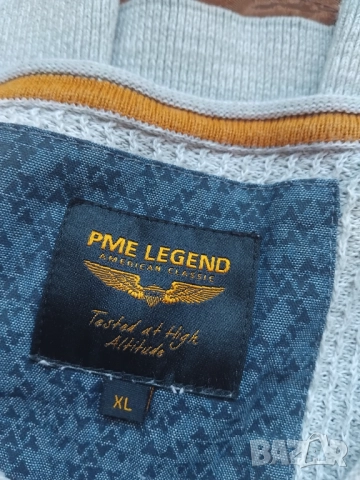 PME LEGEND
AMERICAN CLASSIC
Tested at High
Altitude
XL
BAZAR